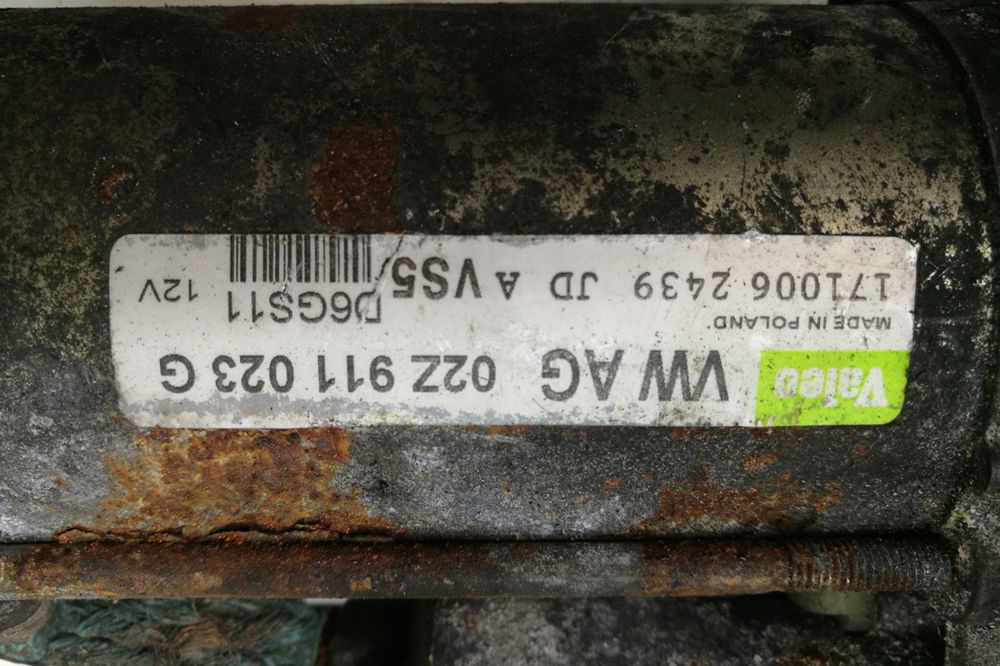 Valeo VW AG 02Z 911 023 G
MADE IN POLAND
D6GS11 12V
171006 2439 JD A VS5